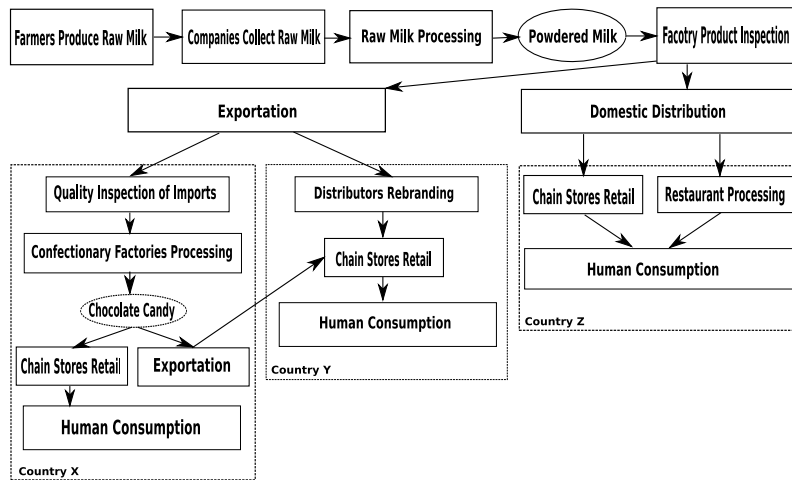 Farmers Produce Raw Milk
Companies Collect Raw Milk
Raw Milk Processing
Powdered Milk
Facotry Product Inspection
Exportation
Domestic Distribution
Quality Inspection of Imports
Distributors Rebranding
Chain Stores Retail
Restaurant Processing
Confectionary Factories Processing
Chain Stores Retail
Human Consumption
Chocolate Candy
Human Consumption
Country Z
Chain Stores Retail
Exportation
Country Y
Human Consumption
Country X